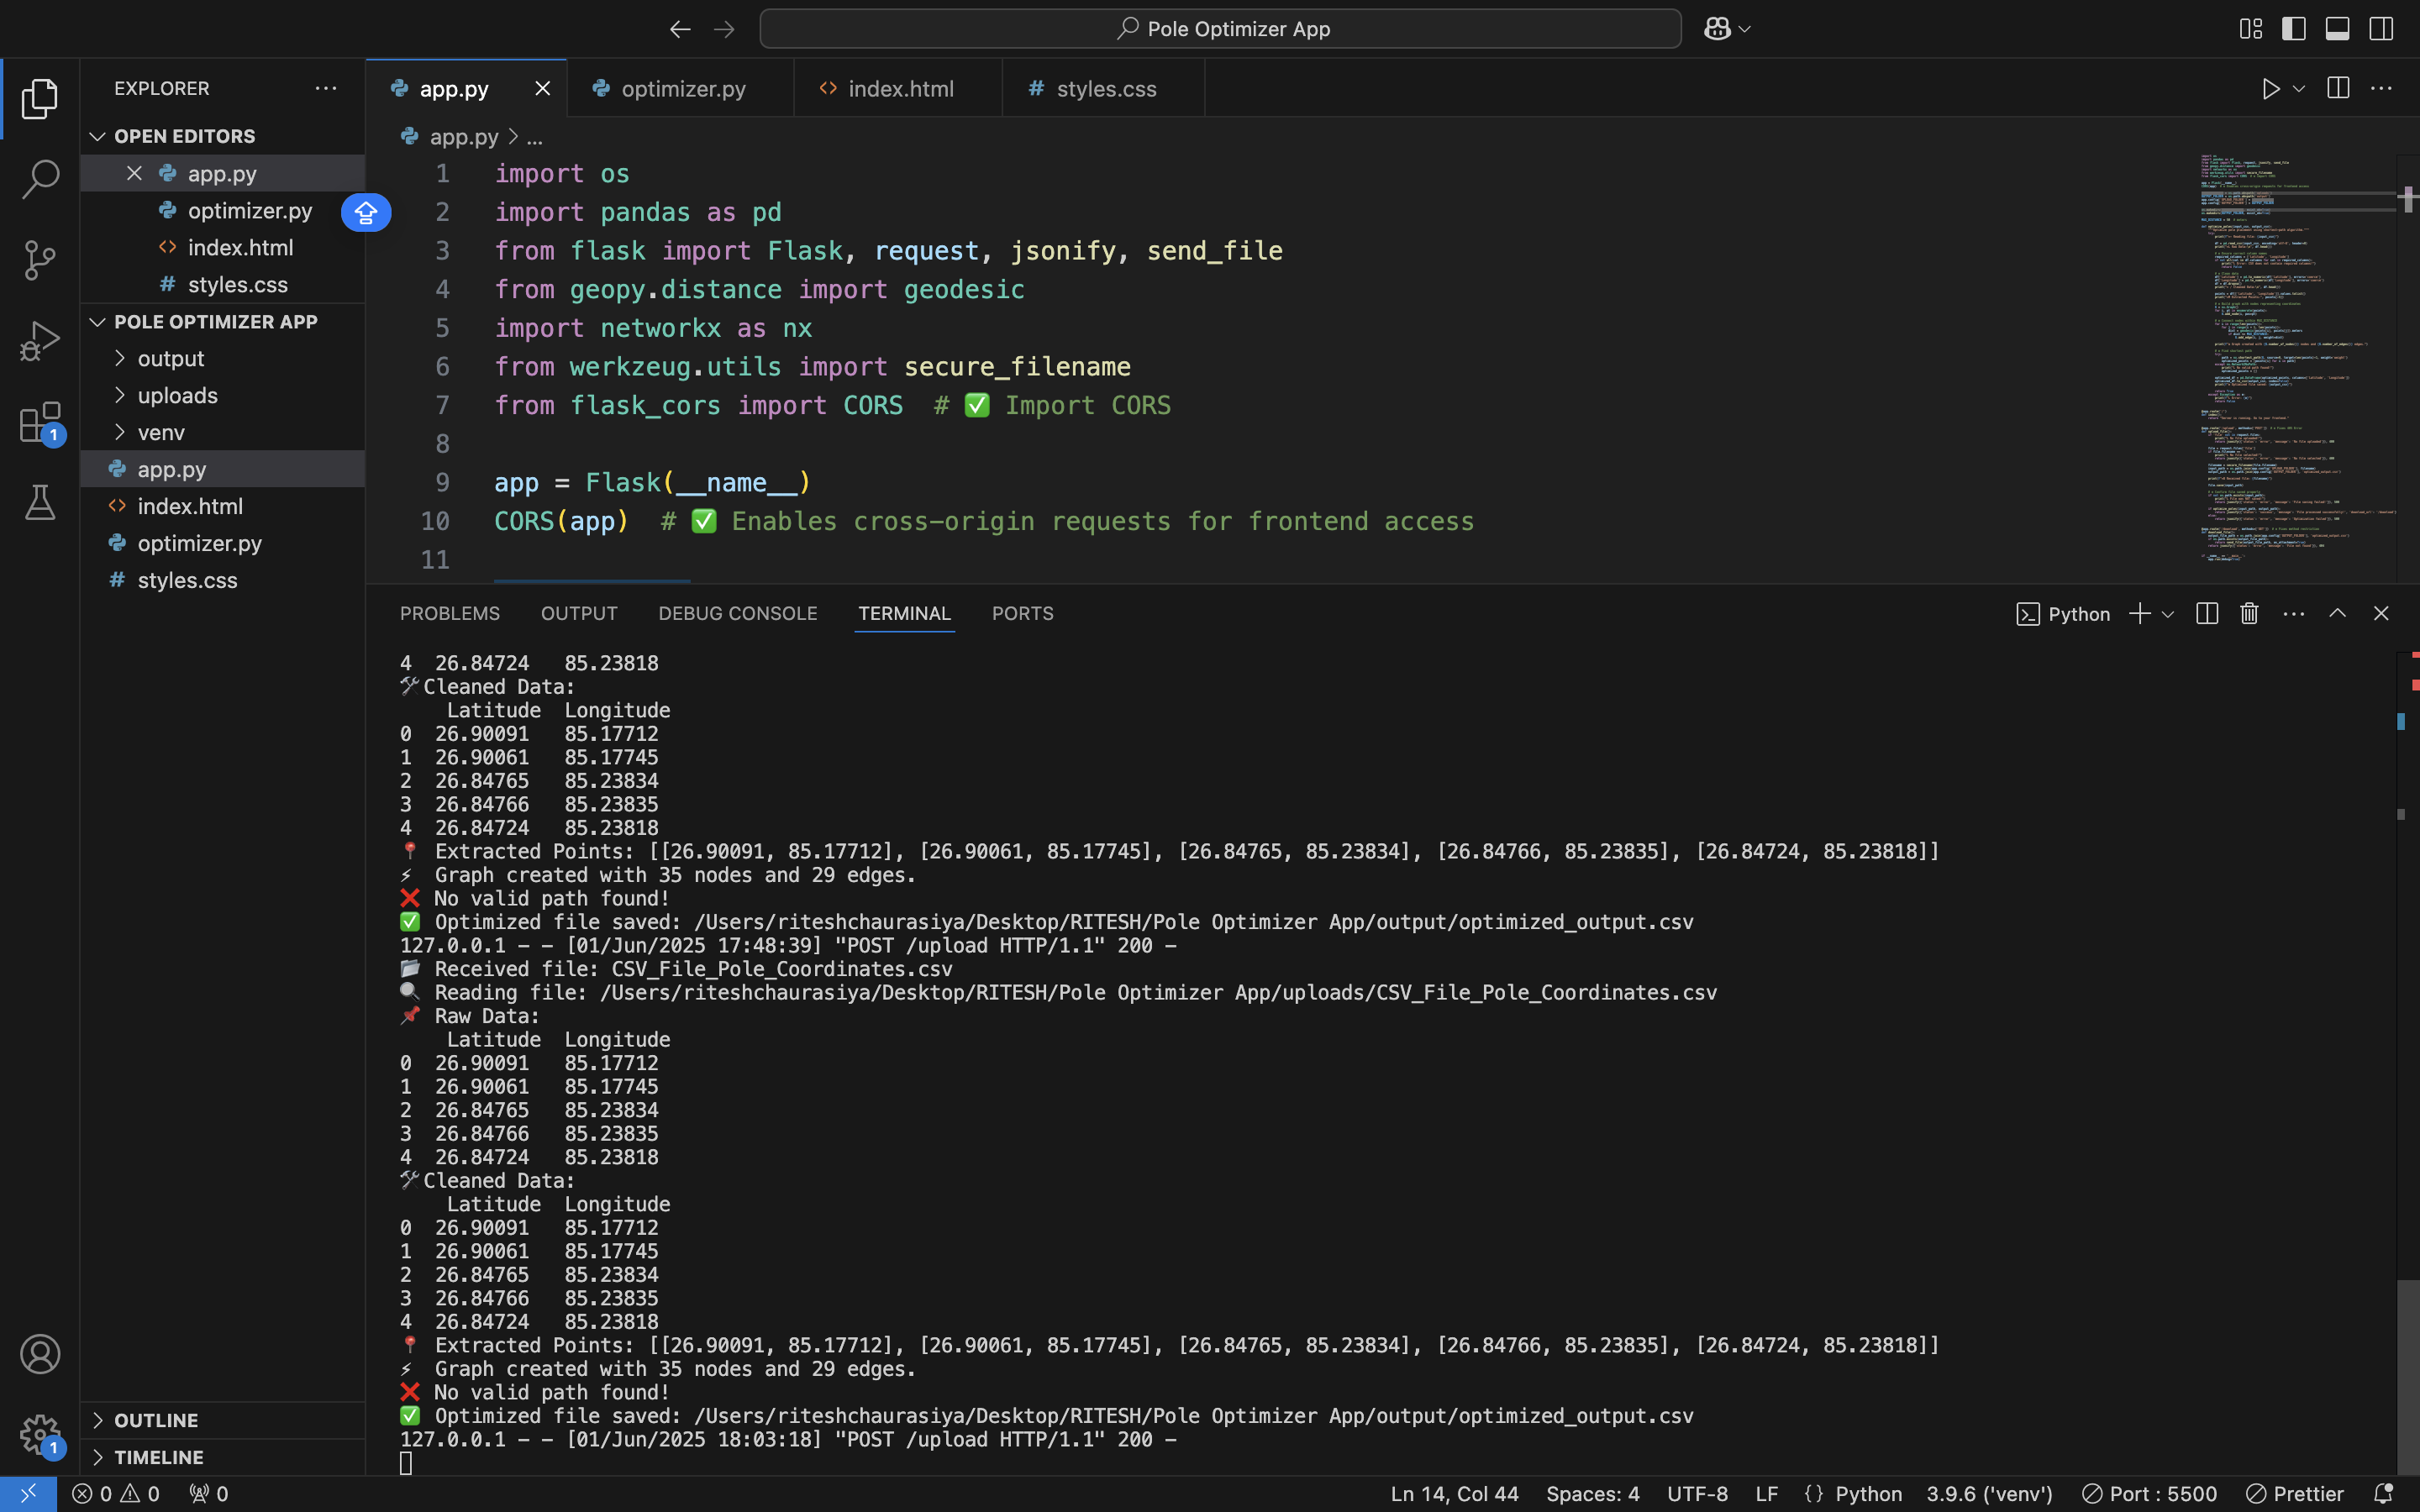 Pole Optimizer App
EXPLORER
OPEN EDITORS
app.py
optimizer.py
index.html
styles.css
POLE OPTIMIZER APP
output
uploads
venv
app.py
index.html
optimizer.py
styles.css
OUTLINE
TIMELINE
1
1
app.py
optimizer.py
index.html
styles.css
app.py > ...
1 import os
2 import pandas as pd
3 from flask import Flask, request, jsonify, send_file
4 from geopy.distance import geodesic
5 import networkx as nx
6 from werkzeug.utils import secure_filename
7 from flask_cors import CORS # ✅ Import CORS
8
9 app = Flask(__name__)
10 CORS(app) # ✅ Enables cross-origin requests for frontend access
11
PROBLEMS OUTPUT DEBUG CONSOLE TERMINAL PORTS
Python
4 26.84724 85.23818
🛠️Cleaned Data:
Latitude Longitude
0 26.90091 85.17712
1 26.90061 85.17745
2 26.84765 85.23834
3 26.84766 85.23835
4 26.84724 85.23818
📍 Extracted Points: [[26.90091, 85.17712], [26.90061, 85.17745], [26.84765, 85.23834], [26.84766, 85.23835], [26.84724, 85.23818]]
⚡ Graph created with 35 nodes and 29 edges.
❌ No valid path found!
✅ Optimized file saved: /Users/riteshchaurasiya/Desktop/RITESH/Pole Optimizer App/output/optimized_output.csv
127.0.0.1 - - [01/Jun/2025 17:48:39] "POST /upload HTTP/1.1" 200 -
📂 Received file: CSV_File_Pole_Coordinates.csv
🔍 Reading file: /Users/riteshchaurasiya/Desktop/RITESH/Pole Optimizer App/uploads/CSV_File_Pole_Coordinates.csv
📌 Raw Data:
Latitude Longitude
0 26.90091 85.17712
1 26.90061 85.17745
2 26.84765 85.23834
3 26.84766 85.23835
4 26.84724 85.23818
🛠️Cleaned Data:
Latitude Longitude
0 26.90091 85.17712
1 26.90061 85.17745
2 26.84765 85.23834
3 26.84766 85.23835
4 26.84724 85.23818
📍 Extracted Points: [[26.90091, 85.17712], [26.90061, 85.17745], [26.84765, 85.23834], [26.84766, 85.23835], [26.84724, 85.23818]]
⚡ Graph created with 35 nodes and 29 edges.
❌ No valid path found!
✅ Optimized file saved: /Users/riteshchaurasiya/Desktop/RITESH/Pole Optimizer App/output/optimized_output.csv
127.0.0.1 - - [01/Jun/2025 18:03:18] "POST /upload HTTP/1.1" 200 -
0 0 0 Ln 14, Col 44 Spaces: 4 UTF-8 LF {} Python 3.9.6 ('venv') Port : 5500 Prettier